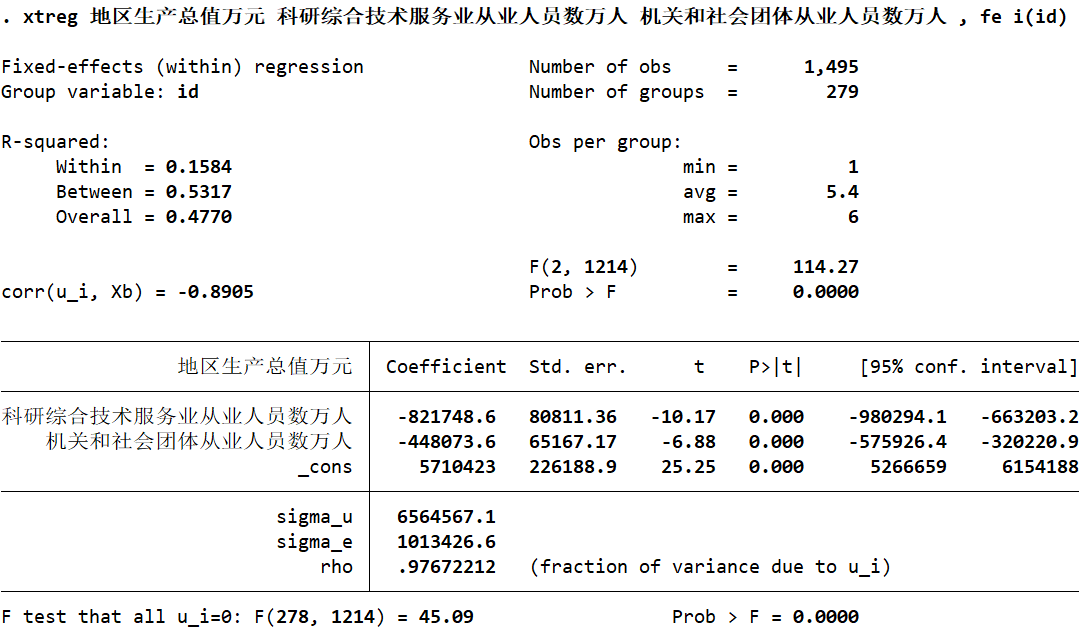 . xtreg 地区生产总值万元 科研综合技术服务业从业人员数万人 机关和社会团体从业人员数万人 , fe i(id)
Fixed-effects (within) regression Number of obs = 1,495
Group variable: id Number of groups = 279
R-squared: Obs per group:
Within = 0.1584 min = 1
Between = 0.5317 avg = 5.4
Overall = 0.4770 max = 6
F(2, 1214) = 114.27
corr(u_i, Xb) = -0.8905 Prob > F = 0.0000
地区生产总值万元 Coefficient Std. err. t P>|t| [95% conf. interval]
科研综合技术服务业从业人员数万人 -821748.6 80811.36 -10.17 0.000 -980294.1 -663203.2
机关和社会团体从业人员数万人 -448073.6 65167.17 -6.88 0.000 -575926.4 -320220.9
_cons 5710423 226188.9 25.25 0.000 5266659 6154188
sigma_u 6564567.1
sigma_e 1013426.6
rho .97672212 (fraction of variance due to u_i)
F test that all u_i=0: F(278, 1214) = 45.09 Prob > F = 0.0000